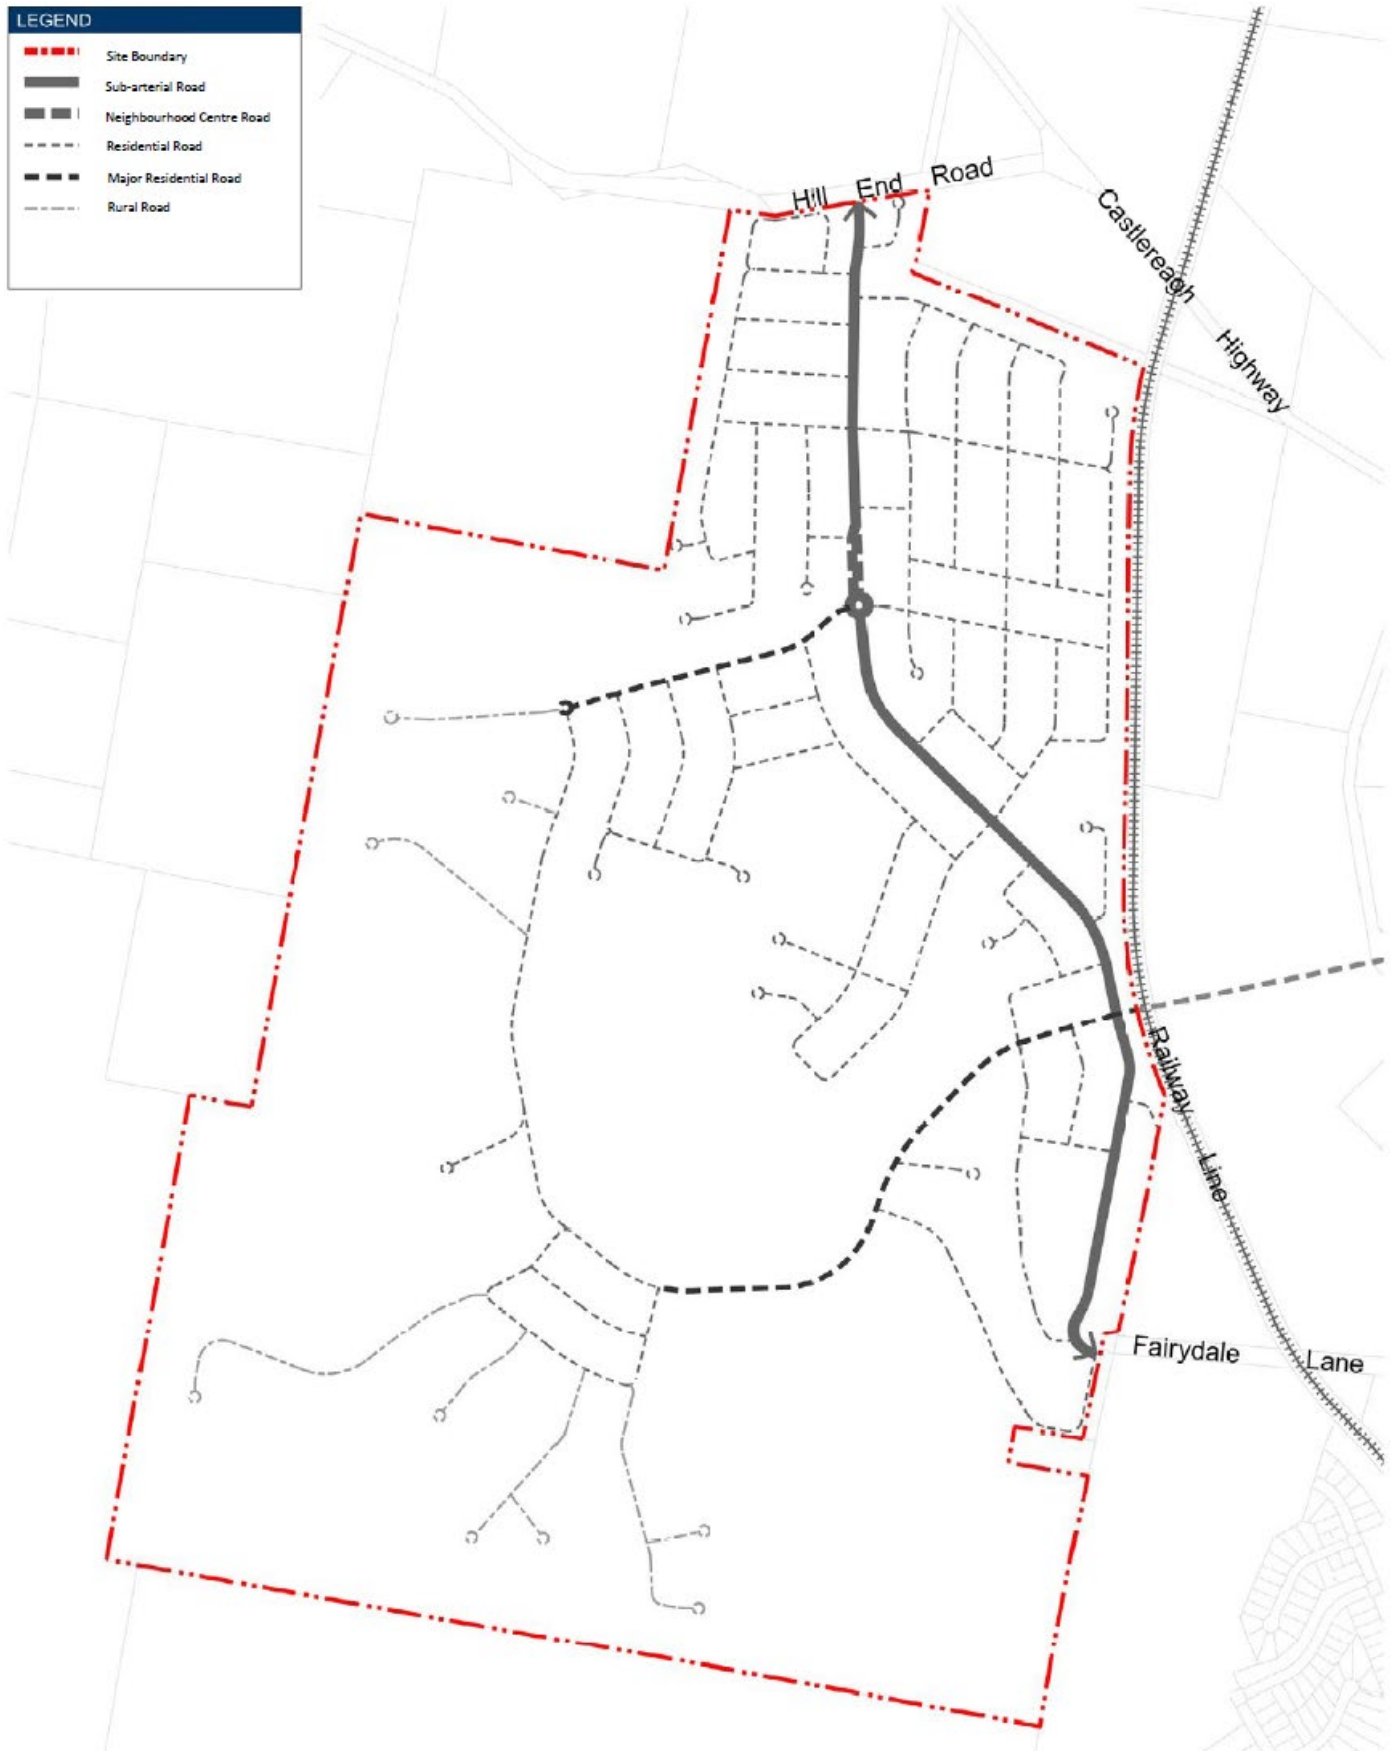 LEGEND
Site Boundary
Sub-arterial Road
Neighbourhood Centre Road
Residential Road
Major Residential Road
Rural Road
Hill End Road
Castlereagh Highway
Railway Line
Fairydale Lane